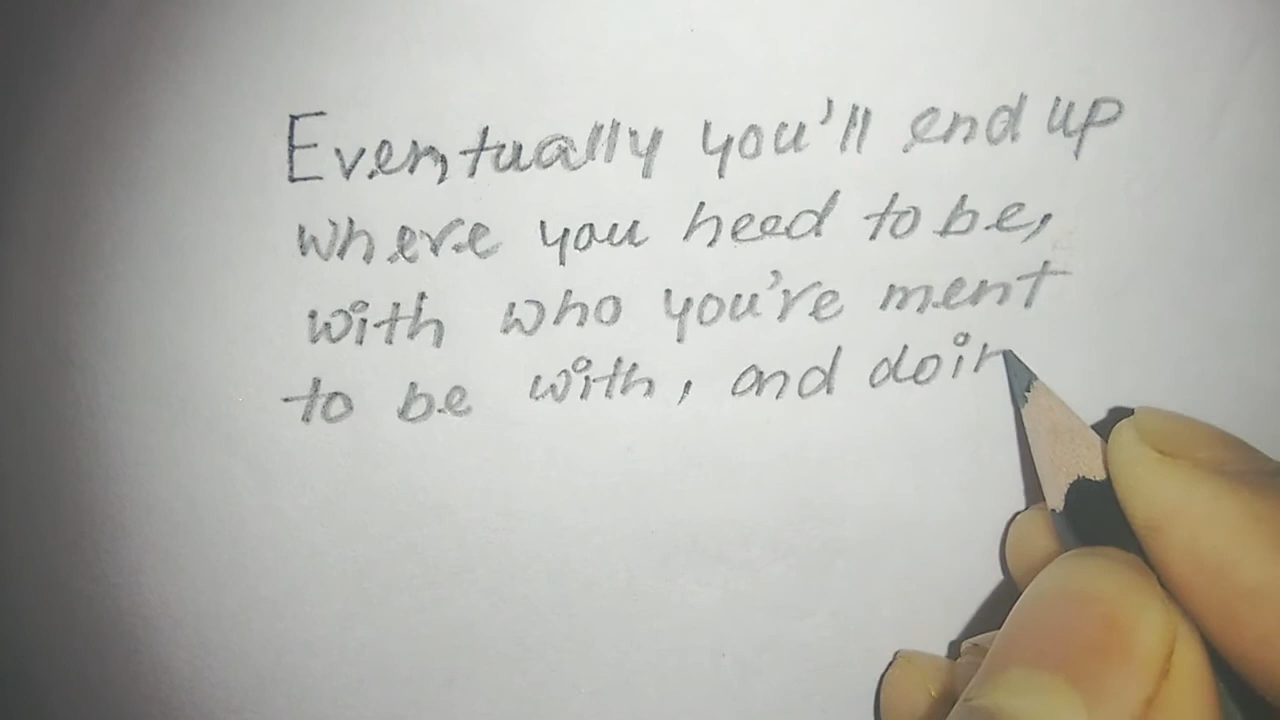 Eventually you'll end up
where you need to be,
with who you're ment
to be with, and doin